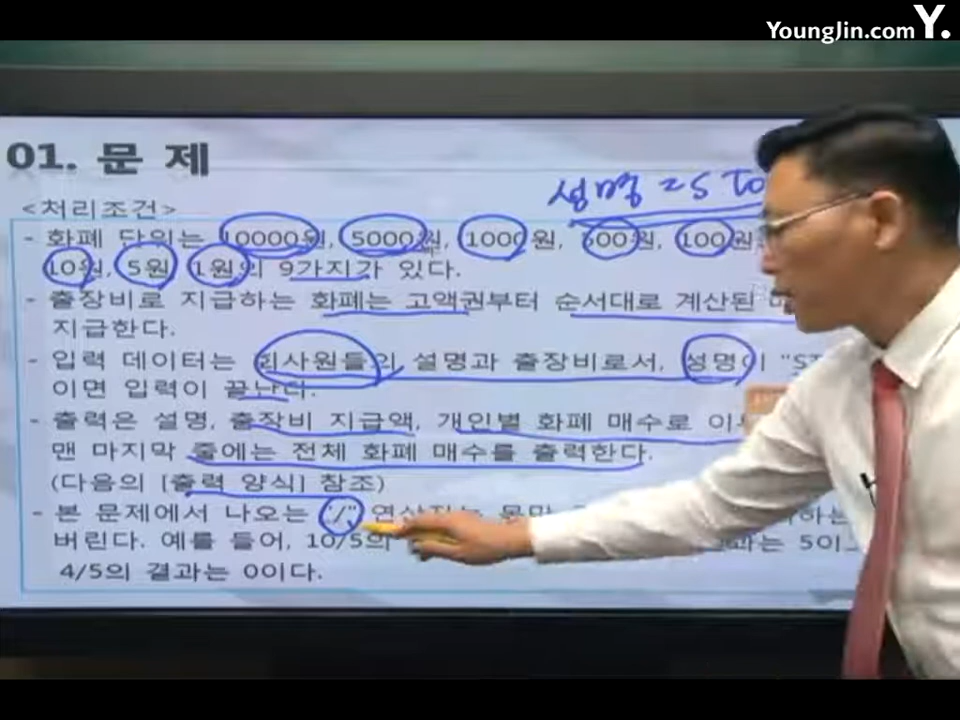 YoungJin.com Y.
01. 문 제
성명 = STO
<처리조건>
- 화폐 단위는 10000원, 5000원, 1000원, 500원, 100원
10원, 5원, 1원의 9가지가 있다.
- 출장비로 지급하는 화폐는 고액권부터 순서대로 계산된
지급한다.
- 입력 데이터는 회사원들의 설명과 출장비로서, 성명이
이면 입력이 끝난다.
- 출력은 설명, 출장비 지급액, 개인별 화폐 매수로
맨 마지막 줄에는 전체 화폐 매수를 출력한다.
(다음의 [출력 양식] 참조)
- 본 문제에서 나오는 "/"
버린다. 예를 들어, 10/5의 5이
4/5의 결과는 0이다.